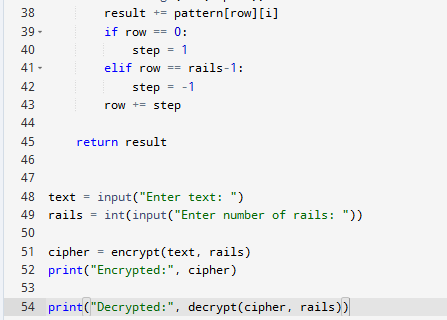 38 result += pattern[row][i]
39 if row == 0:
40 step = 1
41 elif row == rails-1:
42 step = -1
43 row += step
44
45 return result
46
47
48 text = input("Enter text: ")
49 rails = int(input("Enter number of rails: "))
50
51 cipher = encrypt(text, rails)
52 print("Encrypted:", cipher)
53
54 print("Decrypted:", decrypt(cipher, rails))